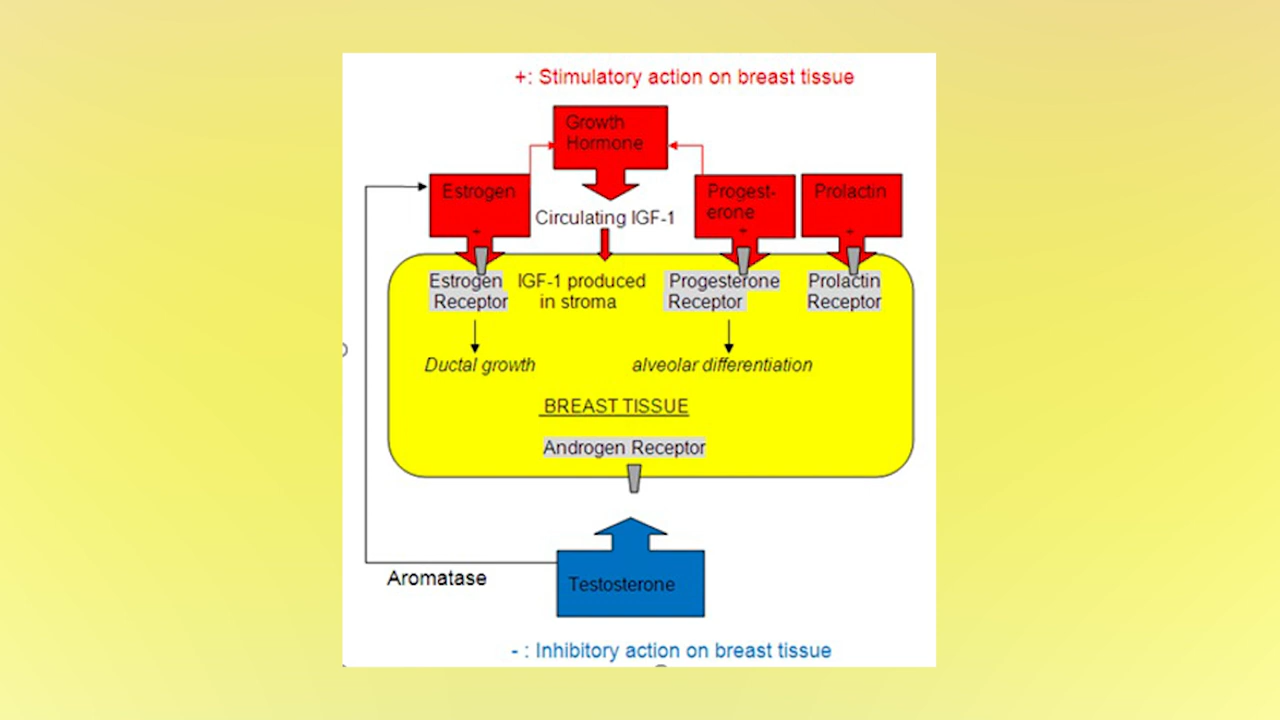 +: Stimulatory action on breast tissue
Growth
Hormone
Estrogen
+
Circulating IGF-1
Progest-
erone
+
Prolactin
+
Estrogen
Receptor
IGF-1 produced
in stroma
Progesterone
Receptor
Prolactin
Receptor
Ductal growth
alveolar differentiation
BREAST TISSUE
Androgen Receptor
Aromatase
Testosterone
- : Inhibitory action on breast tissue